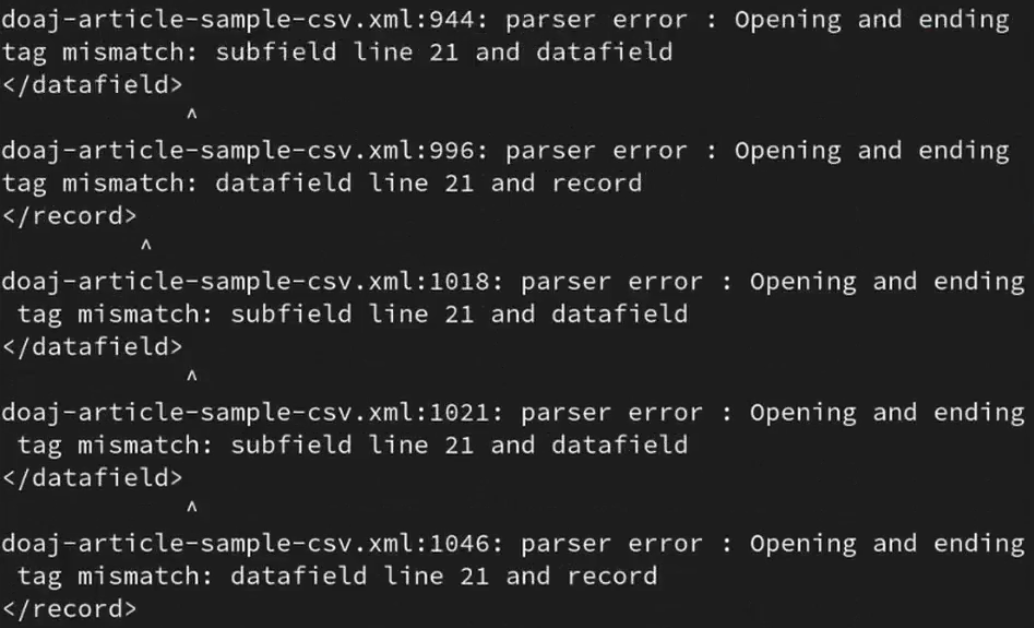 doaj-article-sample-csv.xml:944: parser error : Opening and ending
tag mismatch: subfield line 21 and datafield
</datafield>
^
doaj-article-sample-csv.xml:996: parser error : Opening and ending
tag mismatch: datafield line 21 and record
</record>
^
doaj-article-sample-csv.xml:1018: parser error : Opening and ending
tag mismatch: subfield line 21 and datafield
</datafield>
^
doaj-article-sample-csv.xml:1021: parser error : Opening and ending
tag mismatch: subfield line 21 and datafield
</datafield>
^
doaj-article-sample-csv.xml:1046: parser error : Opening and ending
tag mismatch: datafield line 21 and record
</record>